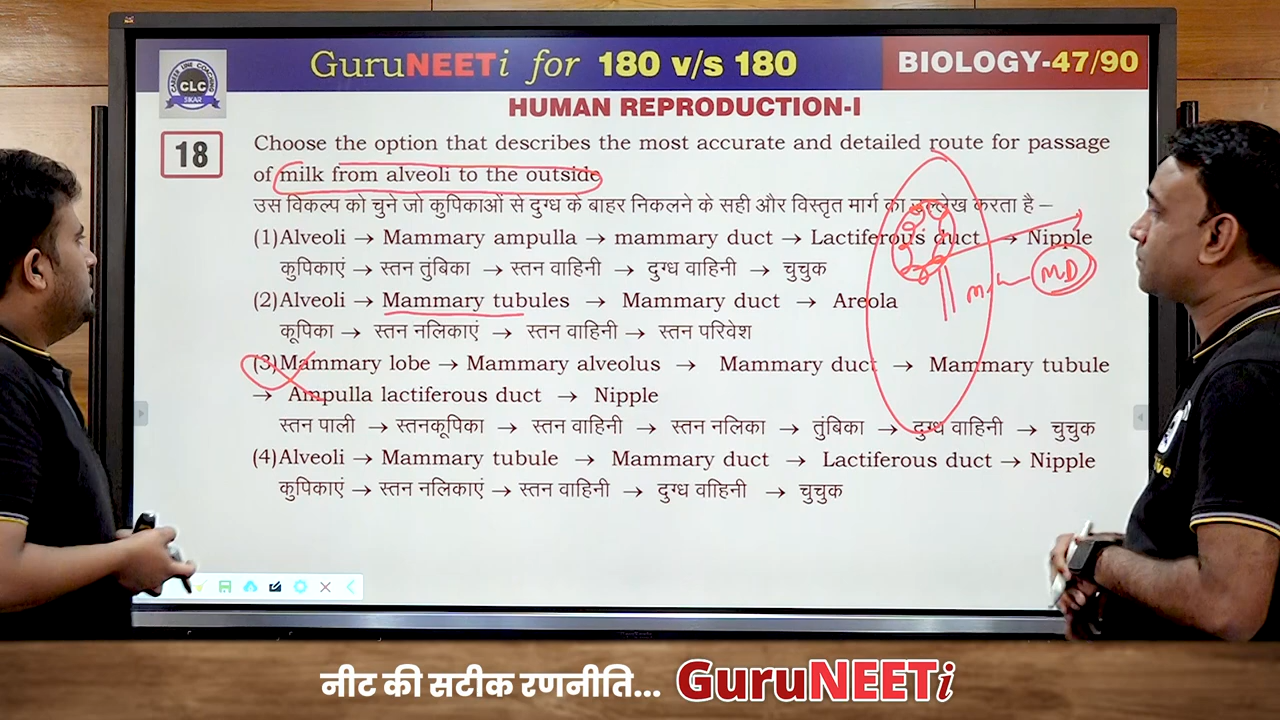 GuruNEETi for 180 v/s 180
BIOLOGY-47/90
CAREER LINE COACHING
CLC
SIKAR
HUMAN REPRODUCTION-I
18
Choose the option that describes the most accurate and detailed route for passage
of milk from alveoli to the outside
उस विकल्प को चुने जो कुपिकाओं से दुग्ध के बाहर निकलने के सही और विस्तृत मार्ग का उल्लेख करता है –
(1) Alveoli → Mammary ampulla → mammary duct → Lactiferous duct → Nipple
कुपिकाएं → स्तन तुंबिका → स्तन वाहिनी → दुग्ध वाहिनी → चुचुक
MD
(2) Alveoli → Mammary tubules → Mammary duct → Areola
कूपिका → स्तन नलिकाएं → स्तन वाहिनी → स्तन परिवेश
(3) Mammary lobe → Mammary alveolus → Mammary duct → Mammary tubule
→ Ampulla lactiferous duct → Nipple
स्तन पाली → स्तनकूपिका → स्तन वाहिनी → स्तन नलिका → तुंबिका → दुग्ध वाहिनी → चुचुक
(4) Alveoli → Mammary tubule → Mammary duct → Lactiferous duct → Nipple
कुपिकाएं → स्तन नलिकाएं → स्तन वाहिनी → दुग्ध वाहिनी → चुचुक
नीट की सटीक रणनीति... GuruNEETi